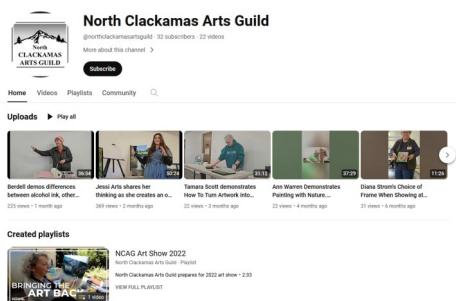 North
CLACKAMAS
ARTS GUILD
North Clackamas Arts Guild
@northclackamasartsguild · 32 subscribers · 22 videos
More about this channel >
Subscribe
Home Videos Playlists Community
Uploads Play all
36:34
50:24
31:12
37:29
11:26
Berdell demos differences
between alcohol ink, other...
235 views • 1 month ago
Jessi Arts shares her
thinking as she creates an o...
369 views • 2 months ago
Tamara Scott demonstrates
How To Turn Artwork into...
22 views • 3 months ago
Ann Warren Demonstrates
Painting with Nature....
22 views • 4 months ago
Diana Strom's Choice of
Frame When Showing at...
31 views • 6 months ago
Created playlists
BRINGING THE
ART BACK
1 video
NCAG Art Show 2022
North Clackamas Arts Guild · Playlist
North Clackamas Arts Guild prepares for 2022 art show • 2:33
VIEW FULL PLAYLIST